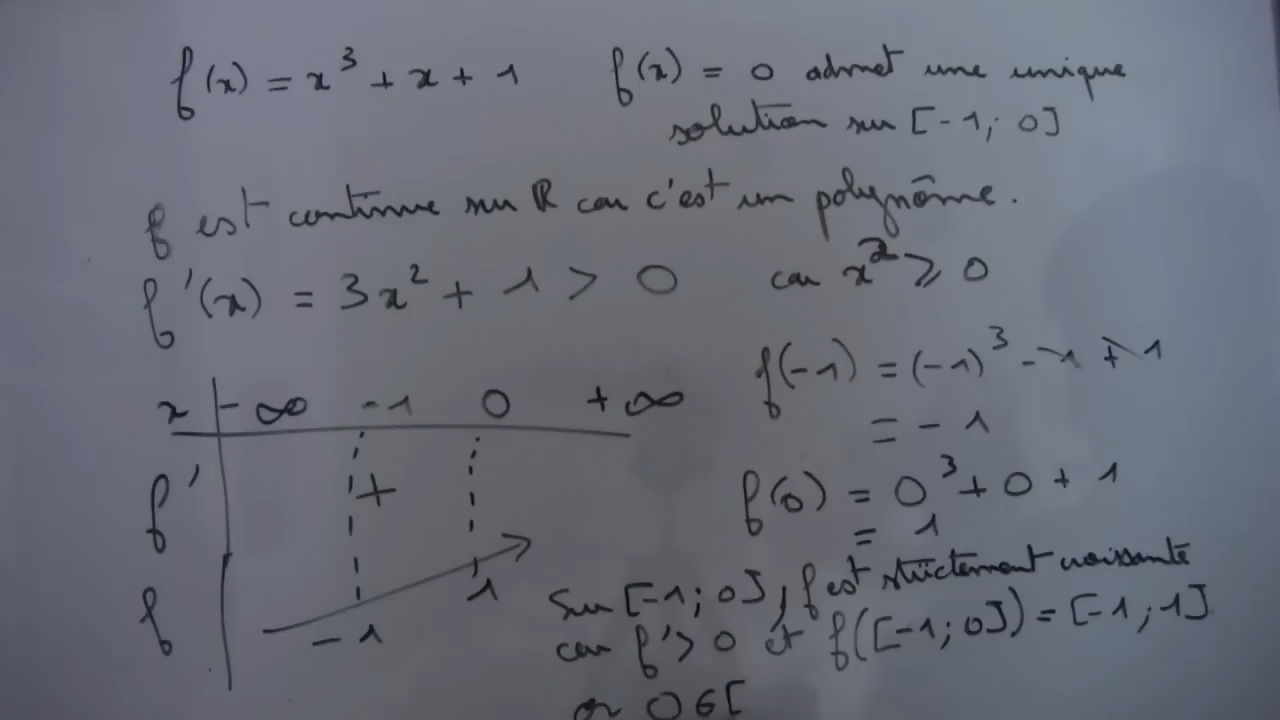 f(x) = x³ + x + 1 f(x) = 0 admet une unique
solution sur [-1; 0]
f est continue sur ℝ car c'est un polynôme.
f'(x) = 3x² + 1 > 0 car x² ⩾ 0
f(-1) = (-1)³ - 1 + 1
= -1
f(0) = 0³ + 0 + 1
= 1
x -∞ -1 0 +∞
f' +
f -1 1
Sur [-1; 0], f est strictement croissante
car f' > 0 et f([-1; 0]) = [-1; 1]
or 0 ∈ [